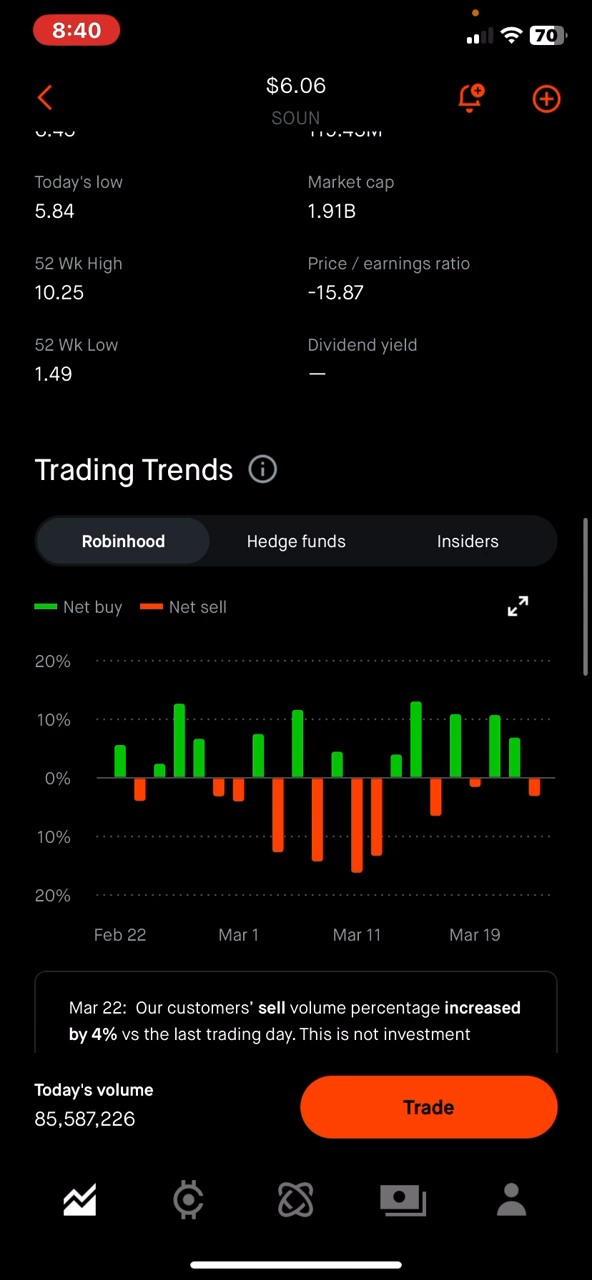 8:40
70
$6.06
SOUN
Today's low
Market cap
5.84
1.91B
52 Wk High
Price / earnings ratio
10.25
-15.87
52 Wk Low
Dividend yield
1.49
—
Trading Trends
Robinhood
Hedge funds
Insiders
Net buy
Net sell
20%
10%
0%
10%
20%
Feb 22
Mar 1
Mar 11
Mar 19
Mar 22: Our customers' sell volume percentage increased
by 4% vs the last trading day. This is not investment
Today's volume
85,587,226
Trade